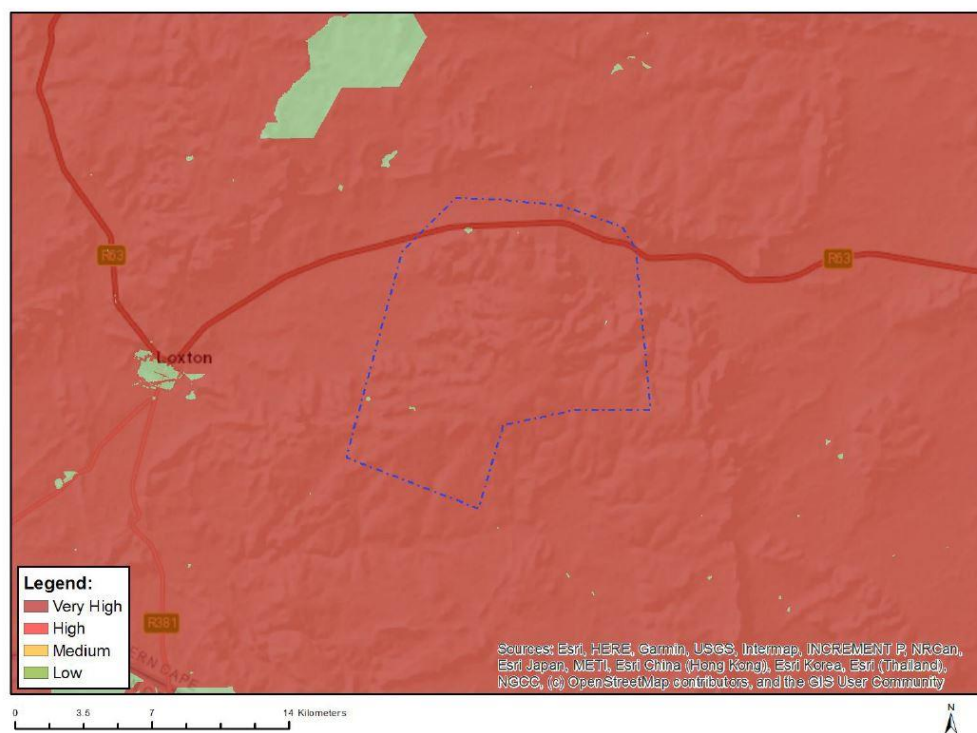 R63
R63
Loxton
R381
Legend:
Very High
High
Medium
Low
Sources: Esri, HERE, Garmin, USGS, Intermap, INCREMENT P, NRCan,
Esri Japan, METI, Esri China (Hong Kong), Esri Korea, Esri (Thailand),
NGCC, (c) OpenStreetMap contributors, and the GIS User Community
0 3.5 7 14 Kilometers
N